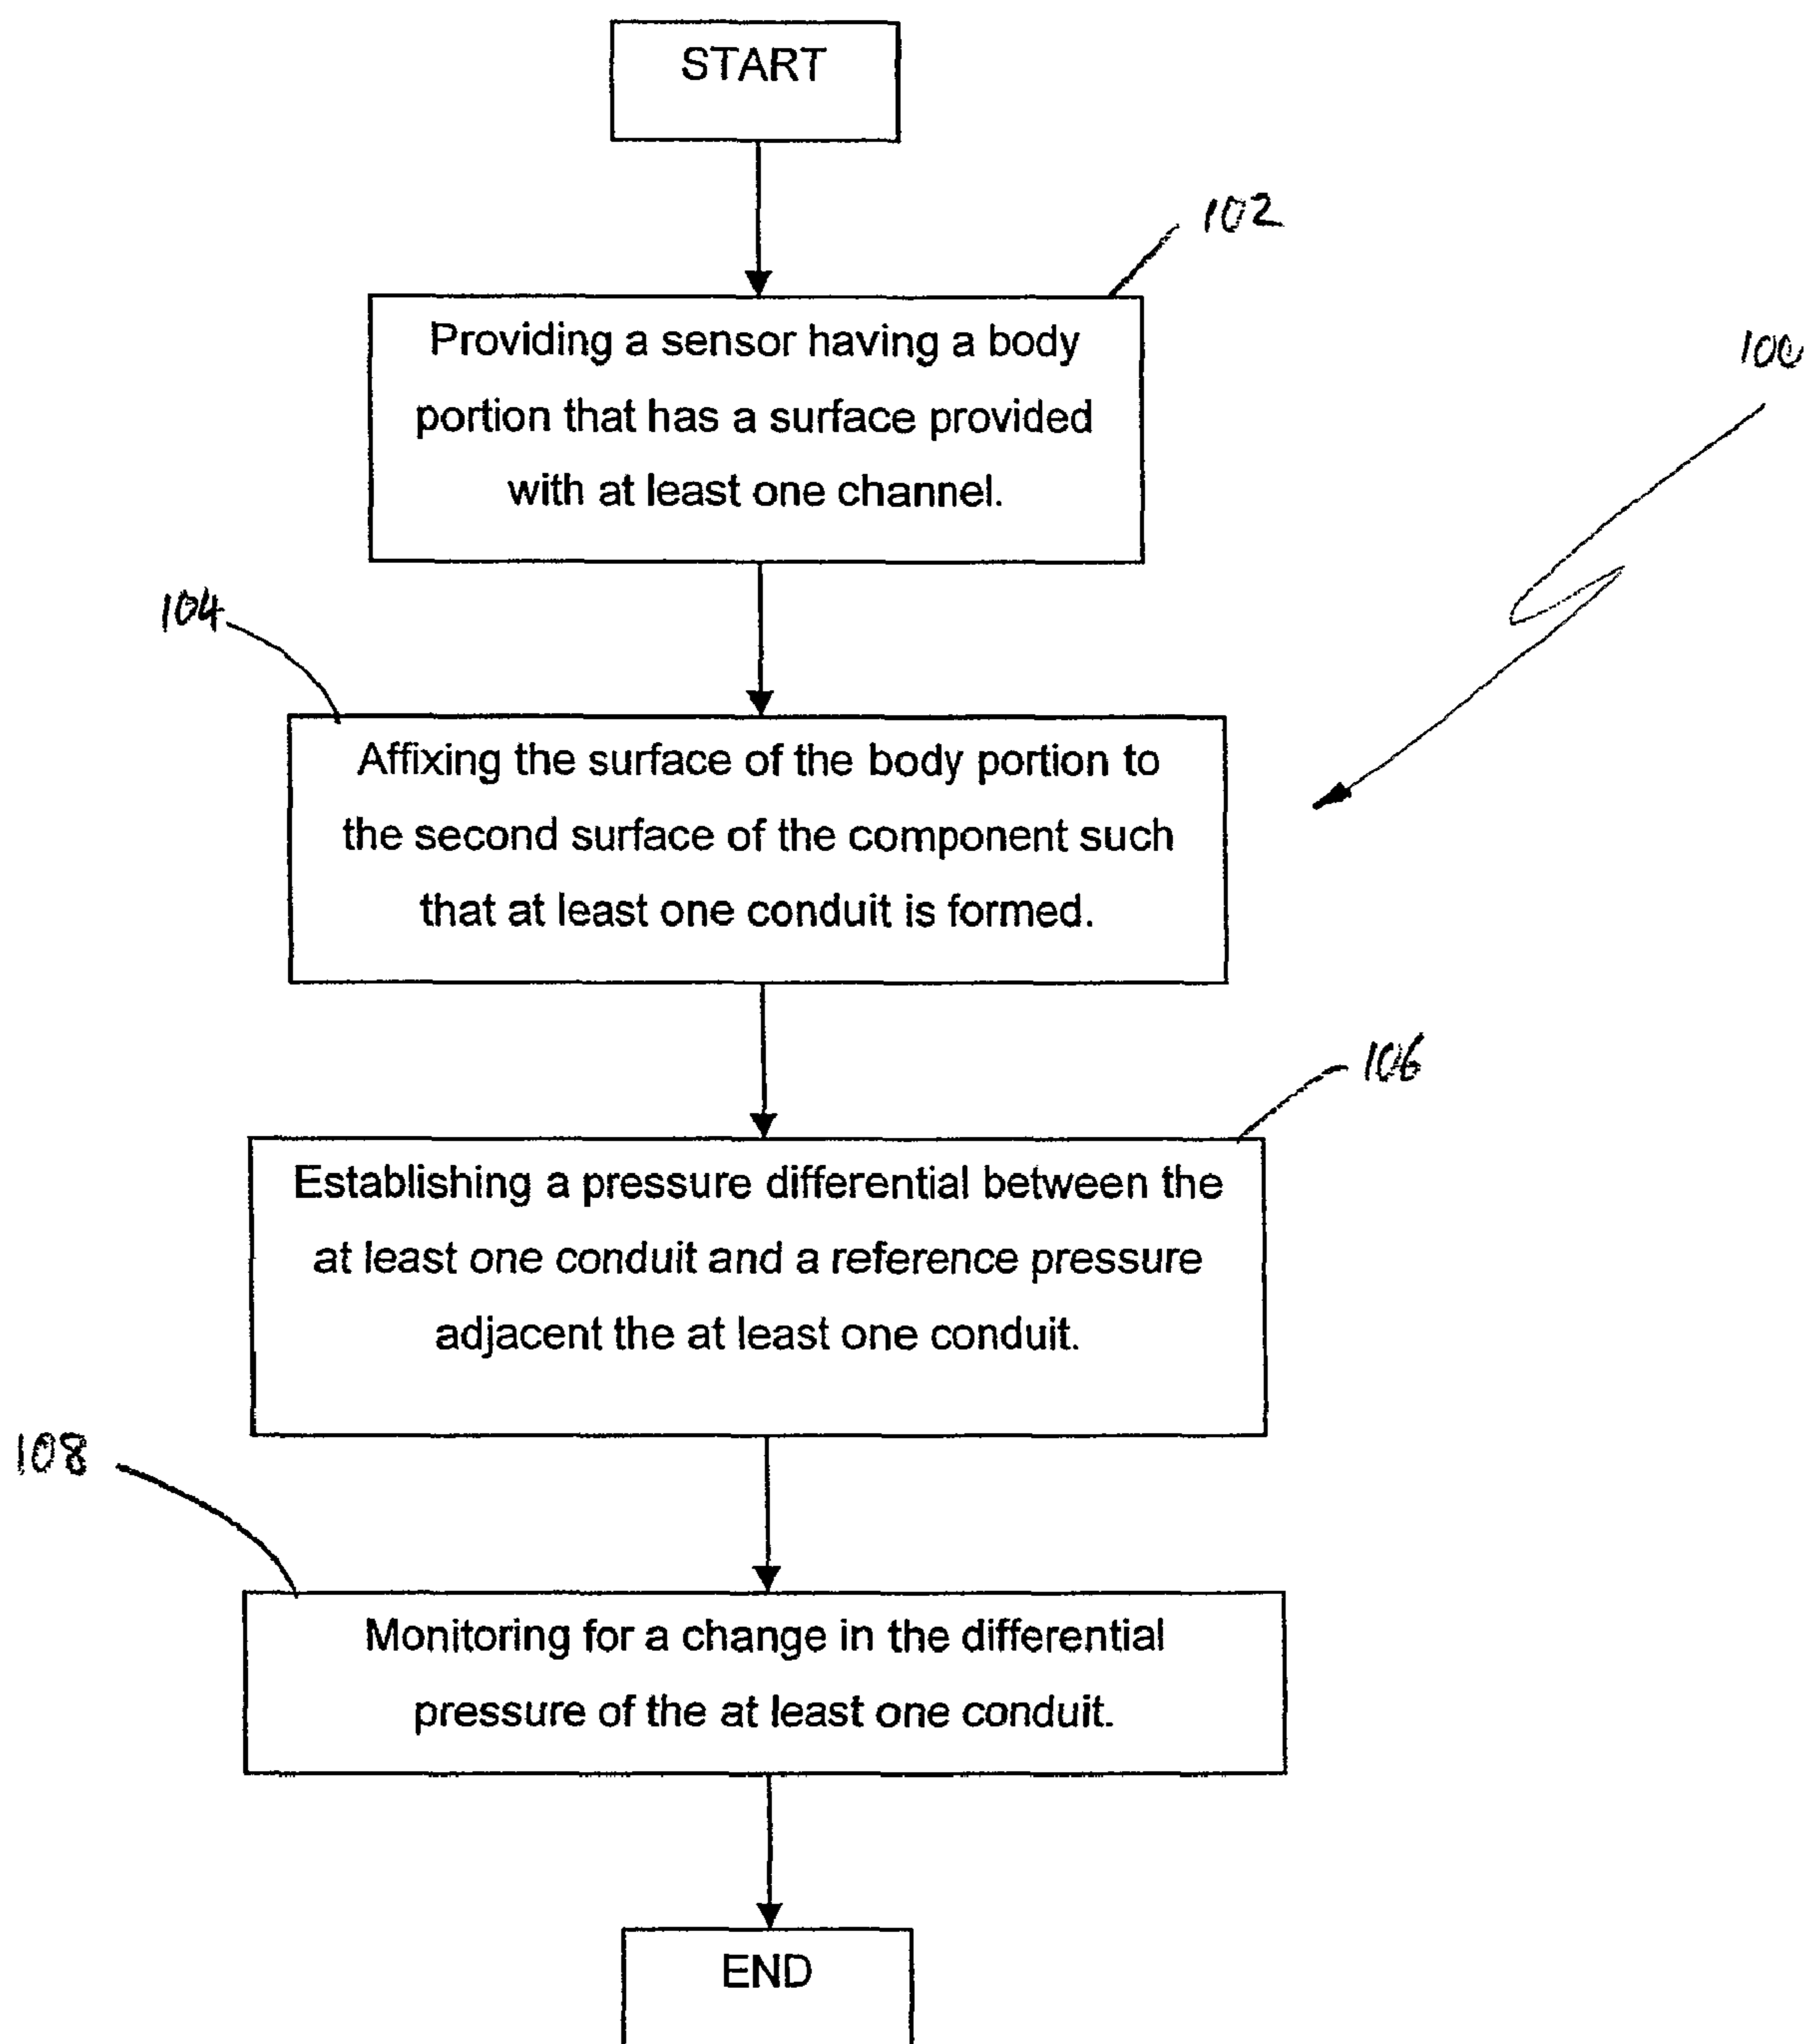 START
102
Providing a sensor having a body
portion that has a surface provided
with at least one channel.
100
104
Affixing the surface of the body portion to
the second surface of the component such
that at least one conduit is formed.
106
Establishing a pressure differential between the
at least one conduit and a reference pressure
adjacent the at least one conduit.
108
Monitoring for a change in the differential
pressure of the at least one conduit.
END